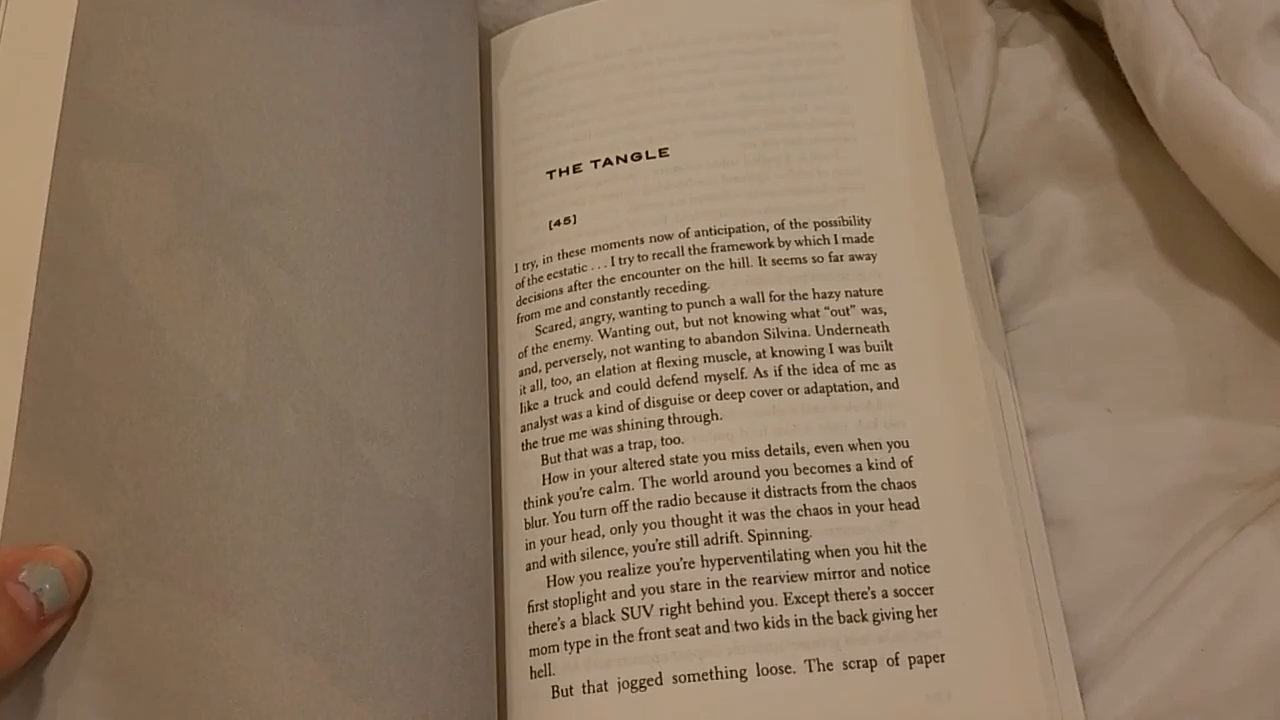 THE TANGLE
[45]
I try, in these moments now of anticipation, of the possibility
of the ecstatic . . . I try to recall the framework by which I made
decisions after the encounter on the hill. It seems so far away
from me and constantly receding.
Scared, angry, wanting to punch a wall for the hazy nature
of the enemy. Wanting out, but not knowing what “out” was,
and, perversely, not wanting to abandon Silvina. Underneath
it all, too, an elation at flexing muscle, at knowing I was built
like a truck and could defend myself. As if the idea of me as
analyst was a kind of disguise or deep cover or adaptation, and
the true me was shining through.
But that was a trap, too.
How in your altered state you miss details, even when you
think you’re calm. The world around you becomes a kind of
blur. You turn off the radio because it distracts from the chaos
in your head, only you thought it was the chaos in your head
and with silence, you’re still adrift. Spinning.
How you realize you’re hyperventilating when you hit the
first stoplight and you stare in the rearview mirror and notice
there’s a black SUV right behind you. Except there’s a soccer
mom type in the front seat and two kids in the back giving her
hell.
But that jogged something loose. The scrap of paper